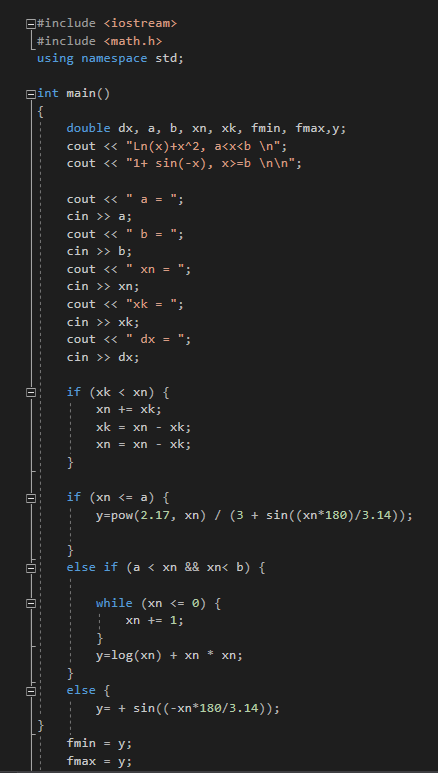 #include <iostream>
#include <math.h>
using namespace std;
int main()
{
double dx, a, b, xn, xk, fmin, fmax,y;
cout << "Ln(x)+x^2, a<x<b \n";
cout << "1+ sin(-x), x>=b \n\n";
cout << " a = ";
cin >> a;
cout << " b = ";
cin >> b;
cout << " xn = ";
cin >> xn;
cout << "xk = ";
cin >> xk;
cout << " dx = ";
cin >> dx;
if (xk < xn) {
xn += xk;
xk = xn - xk;
xn = xn - xk;
}
if (xn <= a) {
y=pow(2.17, xn) / (3 + sin((xn*180)/3.14));
}
else if (a < xn && xn< b) {
while (xn <= 0) {
xn += 1;
}
y=log(xn) + xn * xn;
}
else {
y= + sin((-xn*180/3.14));
}
fmin = y;
fmax = y;